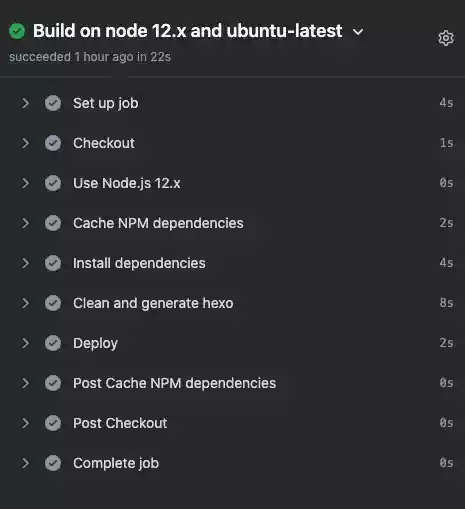 Build on node 12.x and ubuntu-latest
succeeded 1 hour ago in 22s
Set up job 4s
Checkout 1s
Use Node.js 12.x 0s
Cache NPM dependencies 2s
Install dependencies 4s
Clean and generate hexo 8s
Deploy 2s
Post Cache NPM dependencies 0s
Post Checkout 0s
Complete job 0s